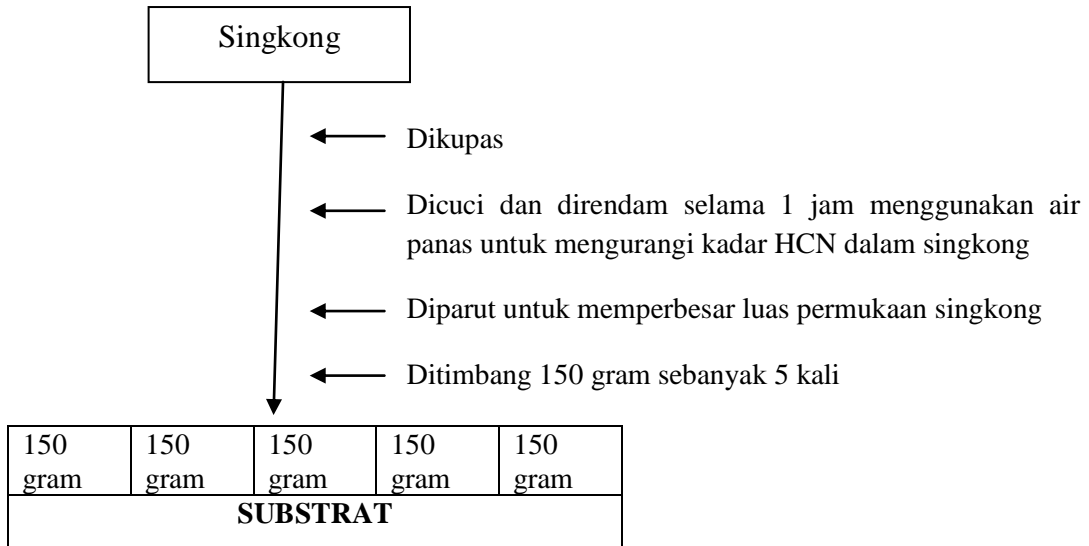 Singkong
Dikupas
Dicuci dan direndam selama 1 jam menggunakan air
panas untuk mengurangi kadar HCN dalam singkong
Diparut untuk memperbesar luas permukaan singkong
Ditimbang 150 gram sebanyak 5 kali
150 150 150 150 150
gram gram gram gram gram
SUBSTRAT